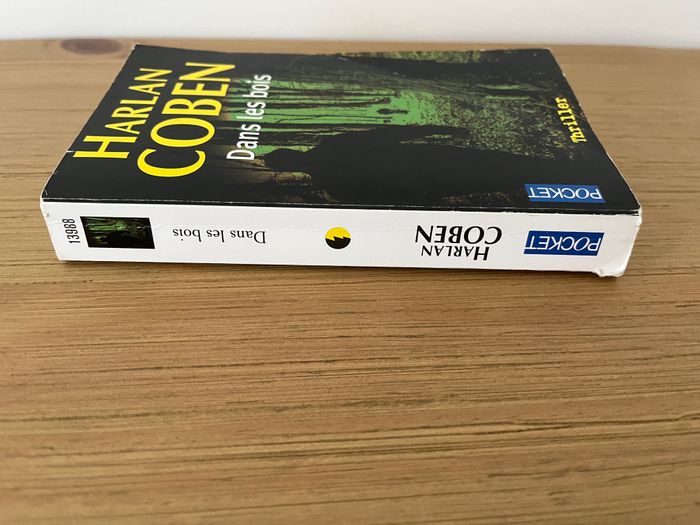 HARLAN
COBEN
Dans les bois
Thriller
POCKET
POCKET
HARLAN
COBEN
Dans les bois
13988